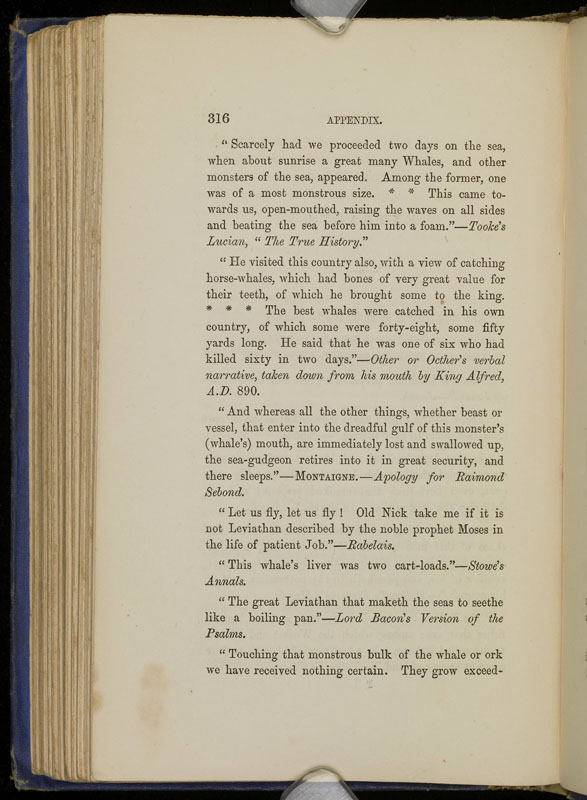 316 APPENDIX.
“ Scarcely had we proceeded two days on the sea,
when about sunrise a great many Whales, and other
monsters of the sea, appeared. Among the former, one
was of a most monstrous size. * * This came to-
wards us, open-mouthed, raising the waves on all sides
and beating the sea before him into a foam.”—Tooke's
Lucian, “ The True History.”
“ He visited this country also, with a view of catching
horse-whales, which had bones of very great value for
their teeth, of which he brought some to the king.
* * * The best whales were catched in his own
country, of which some were forty-eight, some fifty
yards long. He said that he was one of six who had
killed sixty in two days.”—Other or Octher's verbal
narrative, taken down from his mouth by King Alfred,
A.D. 890.
“ And whereas all the other things, whether beast or
vessel, that enter into the dreadful gulf of this monster's
(whale's) mouth, are immediately lost and swallowed up,
the sea-gudgeon retires into it in great security, and
there sleeps.”—MONTAIGNE.—Apology for Raimond
Sebond.
“ Let us fly, let us fly ! Old Nick take me if it is
not Leviathan described by the noble prophet Moses in
the life of patient Job.”—Rabelais.
“ This whale's liver was two cart-loads.”—Stowe's
Annals.
“ The great Leviathan that maketh the seas to seethe
like a boiling pan.”—Lord Bacon's Version of the
Psalms.
“ Touching that monstrous bulk of the whale or ork
we have received nothing certain. They grow exceed-